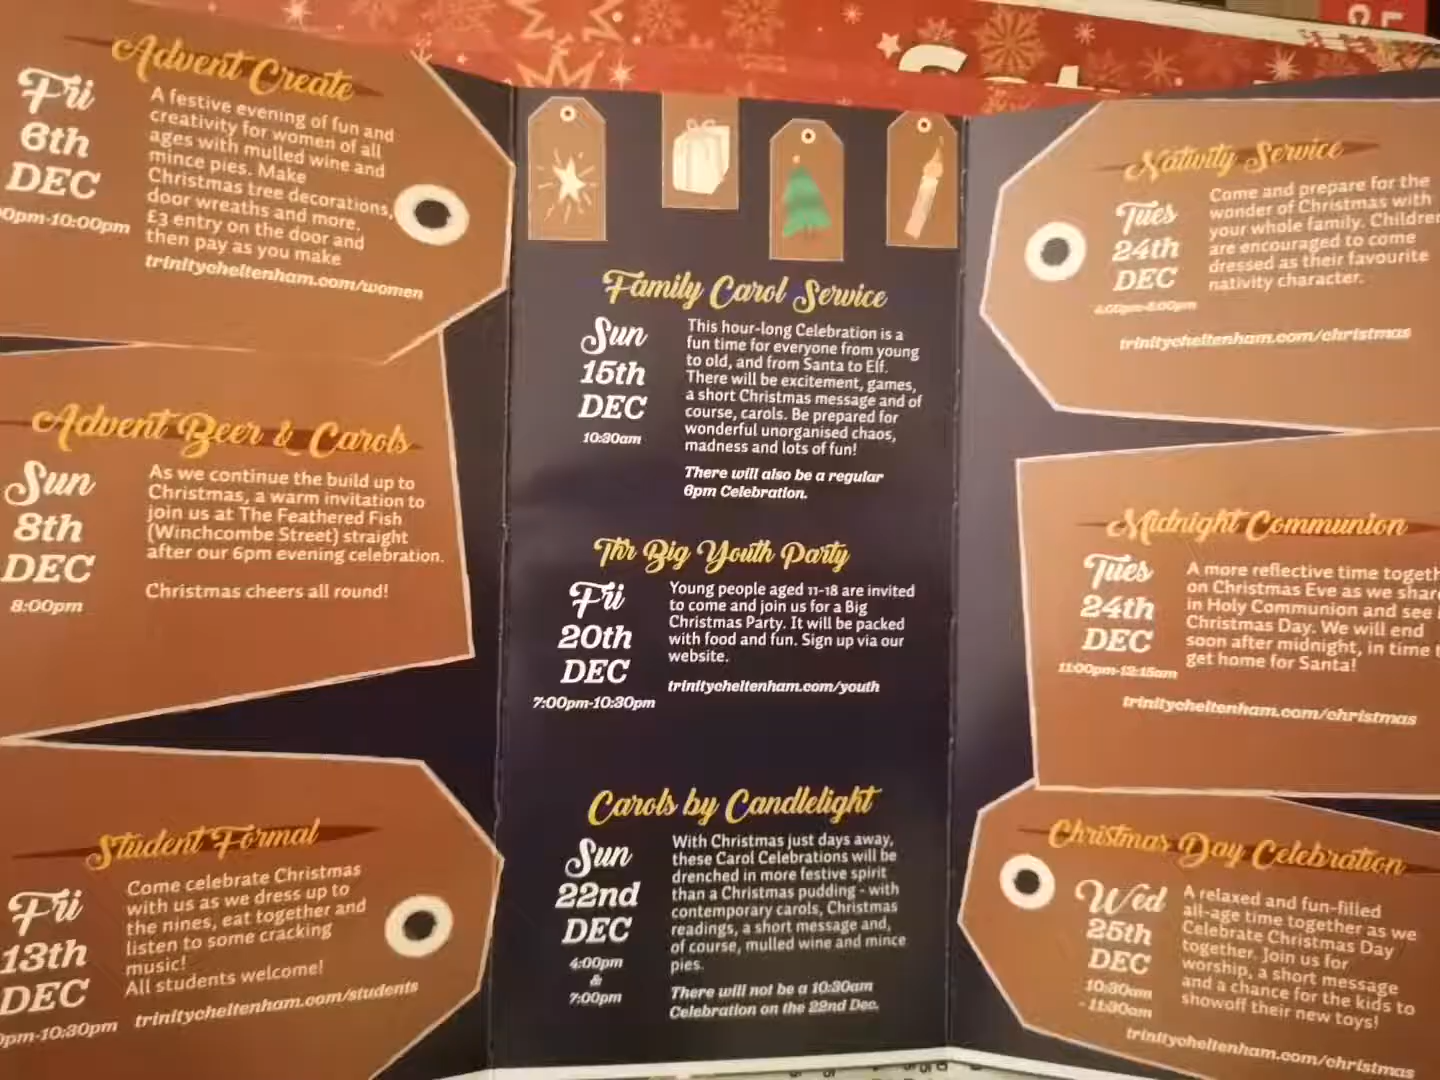 Advent Create
Fri
6th
DEC
0pm-10:00pm
A festive evening of fun and
creativity for women of all
ages with mulled wine and
mince pies. Make
Christmas tree decorations,
door wreaths and more.
£3 entry on the door and
then pay as you make
trinitycheltenham.com/women
Advent Beer & Carols
Sun
8th
DEC
8:00pm
As we continue the build up to
Christmas, a warm invitation to
join us at The Feathered Fish
(Winchcombe Street) straight
after our 6pm evening celebration.
Christmas cheers all round!
Student Formal
Fri
13th
DEC
0pm-10:30pm
Come celebrate Christmas
with us as we dress up to
the nines, eat together and
listen to some cracking
music!
All students welcome!
trinitycheltenham.com/students
Family Carol Service
Sun
15th
DEC
10:30am
This hour-long Celebration is a
fun time for everyone from young
to old, and from Santa to Elf.
There will be excitement, games,
a short Christmas message and of
course, carols. Be prepared for
wonderful unorganised chaos,
madness and lots of fun!
There will also be a regular
6pm Celebration.
Thr Big Youth Party
Fri
20th
DEC
7:00pm-10:30pm
Young people aged 11-18 are invited
to come and join us for a Big
Christmas Party. It will be packed
with food and fun. Sign up via our
website.
trinitycheltenham.com/youth
Carols by Candlelight
Sun
22nd
DEC
4:00pm
&
7:00pm
With Christmas just days away,
these Carol Celebrations will be
drenched in more festive spirit
than a Christmas pudding - with
contemporary carols, Christmas
readings, a short message and,
of course, mulled wine and mince
pies.
There will not be a 10:30am
Celebration on the 22nd Dec.
Nativity Service
Tues
24th
DEC
Come and prepare for the
wonder of Christmas with
your whole family. Children
are encouraged to come
dressed as their favourite
nativity character.
trinitycheltenham.com/christmas
Midnight Communion
Tues
24th
DEC
11:00pm-12:15am
A more reflective time togeth
on Christmas Eve as we share
in Holy Communion and see i
Christmas Day. We will end
soon after midnight, in time t
get home for Santa!
trinitycheltenham.com/christmas
Christmas Day Celebration
Wed
25th
DEC
10:30am
- 11:30am
A relaxed and fun-filled
all-age time together as we
Celebrate Christmas Day
together. Join us for
worship, a short message
and a chance for the kids to
showoff their new toys!
trinitycheltenham.com/christmas